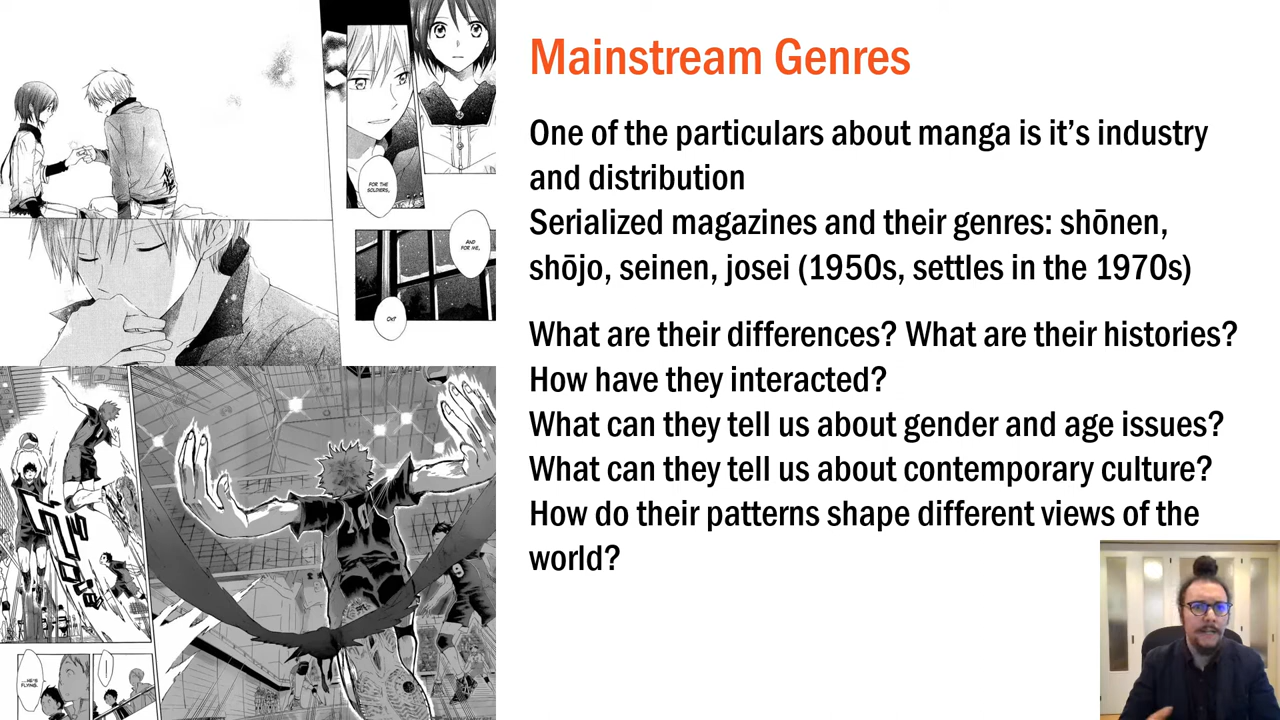 Mainstream Genres
One of the particulars about manga is it's industry
and distribution
Serialized magazines and their genres: shōnen,
shōjo, seinen, josei (1950s, settles in the 1970s)
What are their differences? What are their histories?
How have they interacted?
What can they tell us about gender and age issues?
What can they tell us about contemporary culture?
How do their patterns shape different views of the
world?
FOR THE
SOLDIERS,
AND
FOR ME,
...HE'S
FLYING.